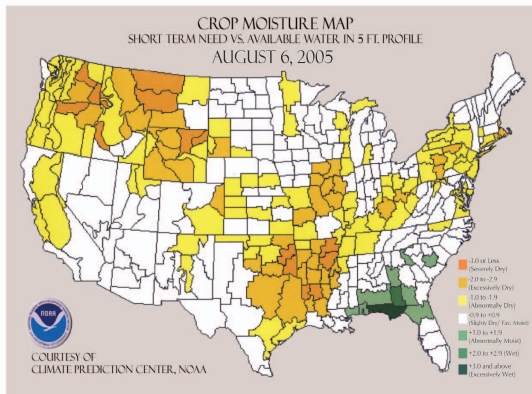 CROP MOISTURE MAP
SHORT TERM NEED VS. AVAILABLE WATER IN 5 FT. PROFILE
AUGUST 6, 2005
-3.0 or Less
(Severely Dry)
-2.0 to -2.9
(Excessively Dry)
-1.0 to -1.9
(Abnormally Dry)
-0.9 to +0.9
(Slighty Dry/ Fav. Moist)
+1.0 to +1.9
(Abnormally Moist)
+2.0 to +2.9 (Wet)
+3.0 and above
(Excessively Wet)
NOAA
COURTESY OF
CLIMATE PREDICTION CENTER, NOAA